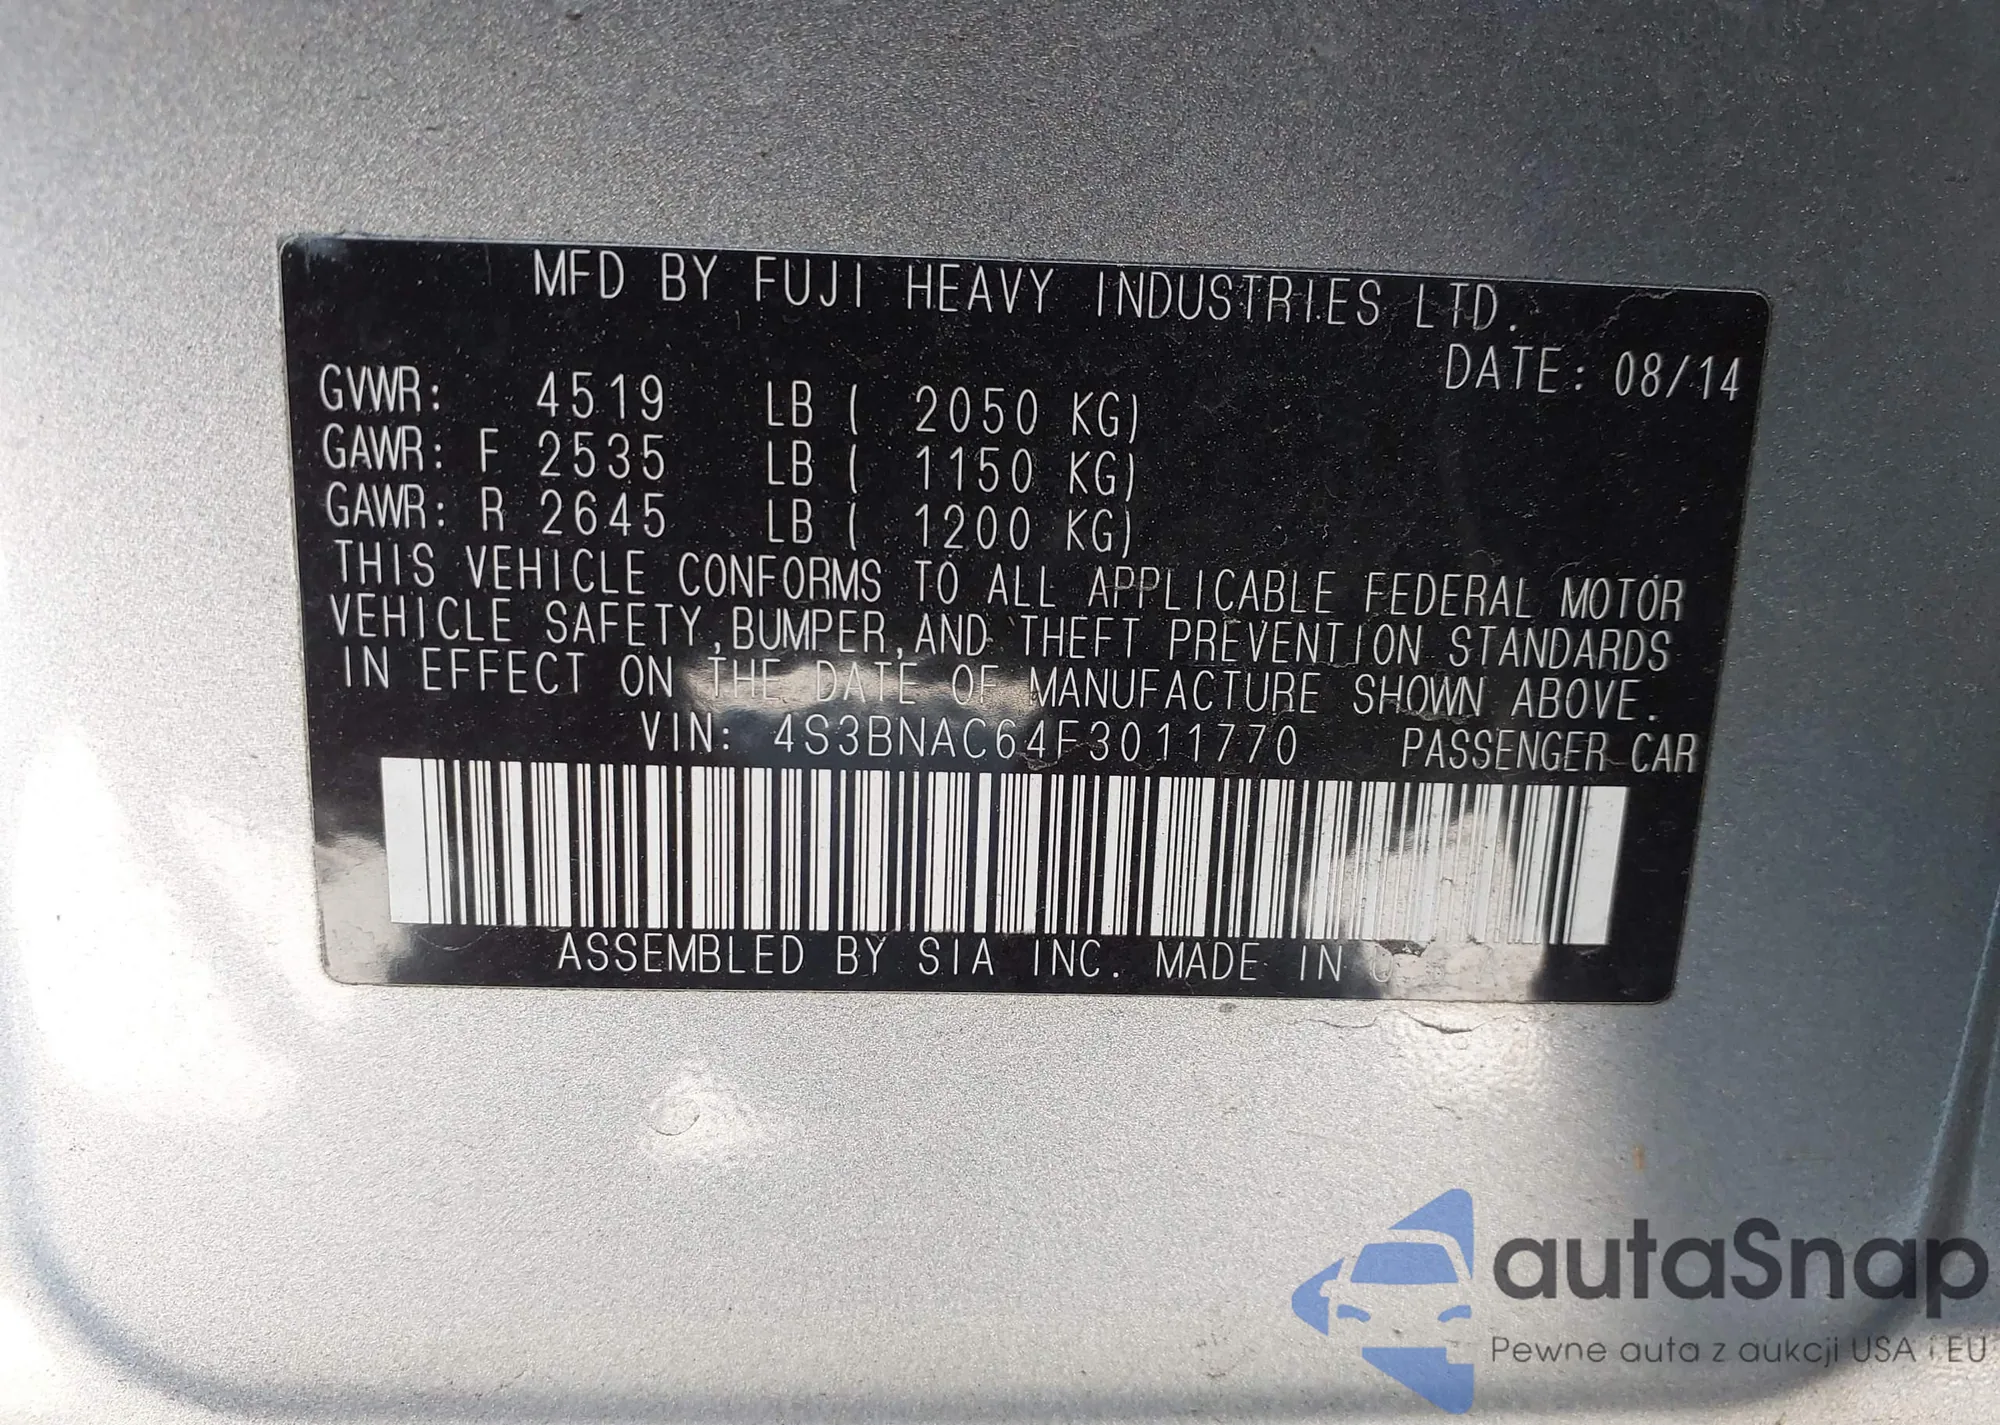 MFD BY FUJI HEAVY INDUSTRIES LTD.
DATE: 08/14
GVWR: 4519 LB ( 2050 KG)
GAWR: F 2535 LB ( 1150 KG)
GAWR: R 2645 LB ( 1200 KG)
THIS VEHICLE CONFORMS TO ALL APPLICABLE FEDERAL MOTOR
VEHICLE SAFETY, BUMPER, AND THEFT PREVENTION STANDARDS
IN EFFECT ON THE DATE OF MANUFACTURE SHOWN ABOVE.
VIN: 4S3BNAC64F3011770 PASSENGER CAR
ASSEMBLED BY SIA INC. MADE IN
autaSnap
Pewne auta z aukcji USA i EU